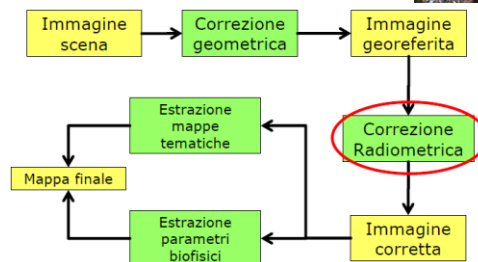 Immagine
scena
Correzione
geometrica
Immagine
georeferita
Correzione
Radiometrica
Immagine
corretta
Estrazione
mappe
tematiche
Estrazione
parametri
biofisici
Mappa finale